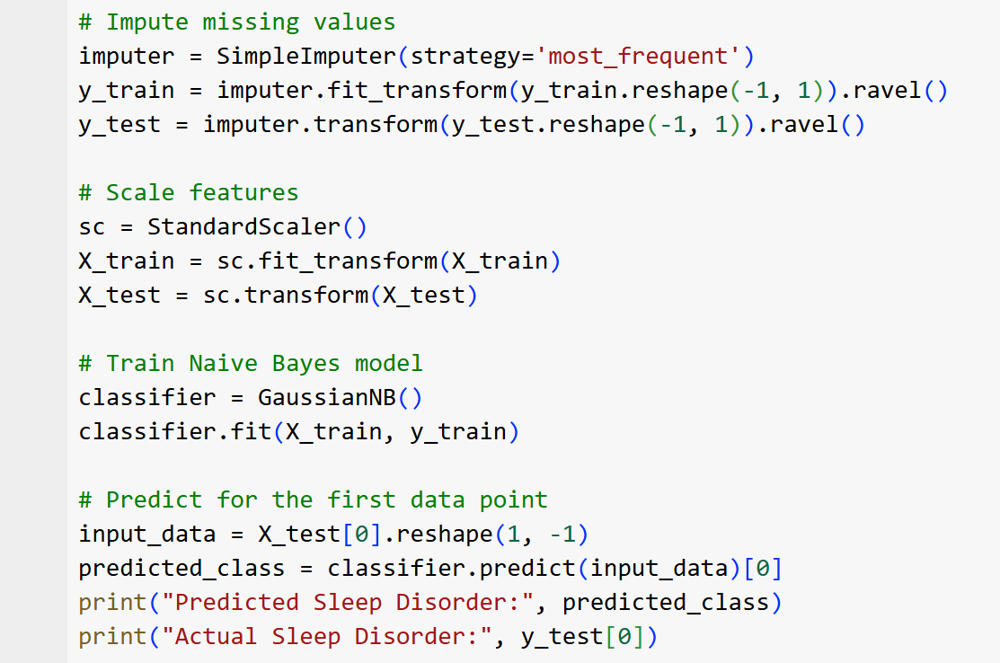 # Impute missing values
imputer = SimpleImputer(strategy='most_frequent')
y_train = imputer.fit_transform(y_train.reshape(-1, 1)).ravel()
y_test = imputer.transform(y_test.reshape(-1, 1)).ravel()
# Scale features
sc = StandardScaler()
X_train = sc.fit_transform(X_train)
X_test = sc.transform(X_test)
# Train Naive Bayes model
classifier = GaussianNB()
classifier.fit(X_train, y_train)
# Predict for the first data point
input_data = X_test[0].reshape(1, -1)
predicted_class = classifier.predict(input_data)[0]
print("Predicted Sleep Disorder:", predicted_class)
print("Actual Sleep Disorder:", y_test[0])